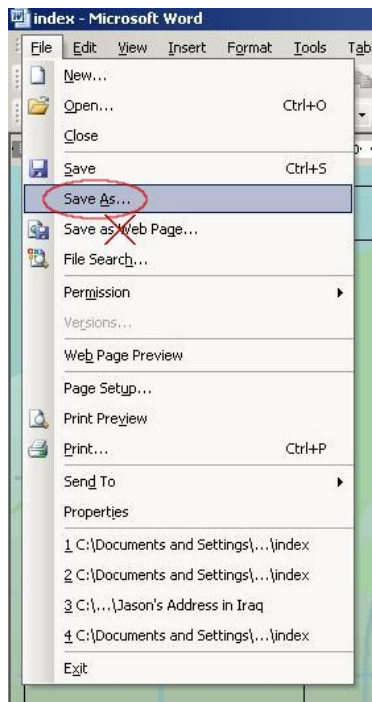 index - Microsoft Word
File Edit View Insert Format Tools Tab
New...
Open... Ctrl+O
Close
Save Ctrl+S
Save As...
Save as Web Page...
File Search...
Permission
Versions...
Web Page Preview
Page Setup...
Print Preview
Print... Ctrl+P
Send To
Properties
1 C:\Documents and Settings\...\index
2 C:\Documents and Settings\...\index
3 C:\...\Jason's Address in Iraq
4 C:\Documents and Settings\...\index
Exit